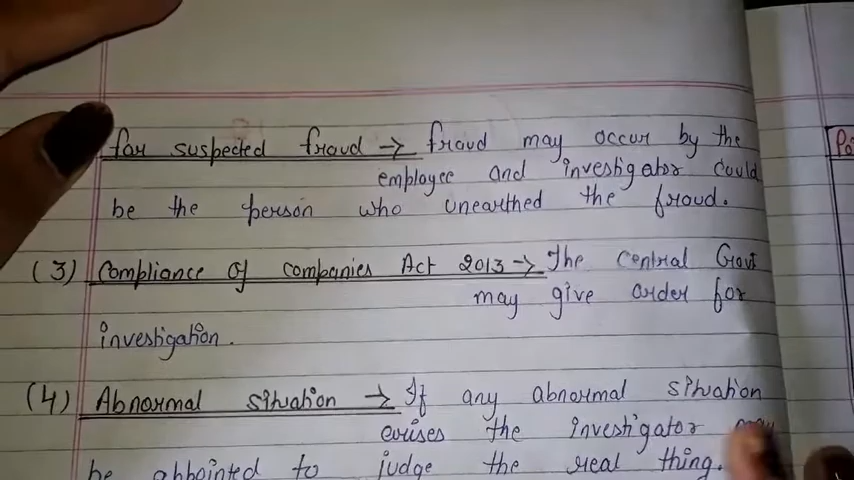 for suspected fraud → fraud may occur by the
employee and investigator could
be the person who unearthed the fraud.
(3) Compliance of companies Act 2013 → The Central Govt
may give order for
investigation.
(4) Abnormal situation → If any abnormal situation
arises the investigator may
be appointed to judge the real thing.